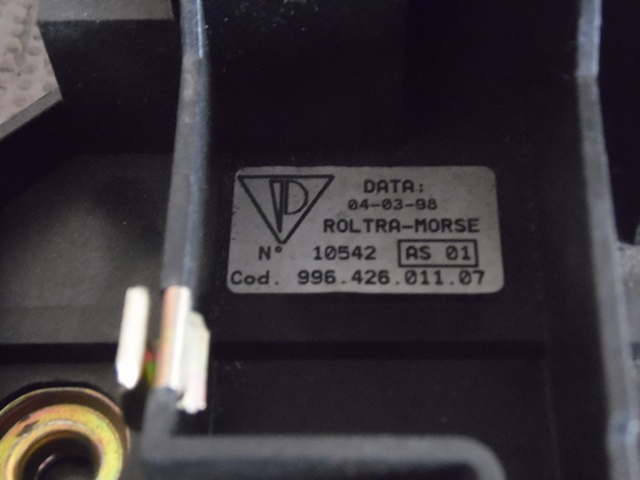 DATA:
04-03-98
ROLTRA-MORSE
N° 10542 AS 01
Cod. 996.426.011.07